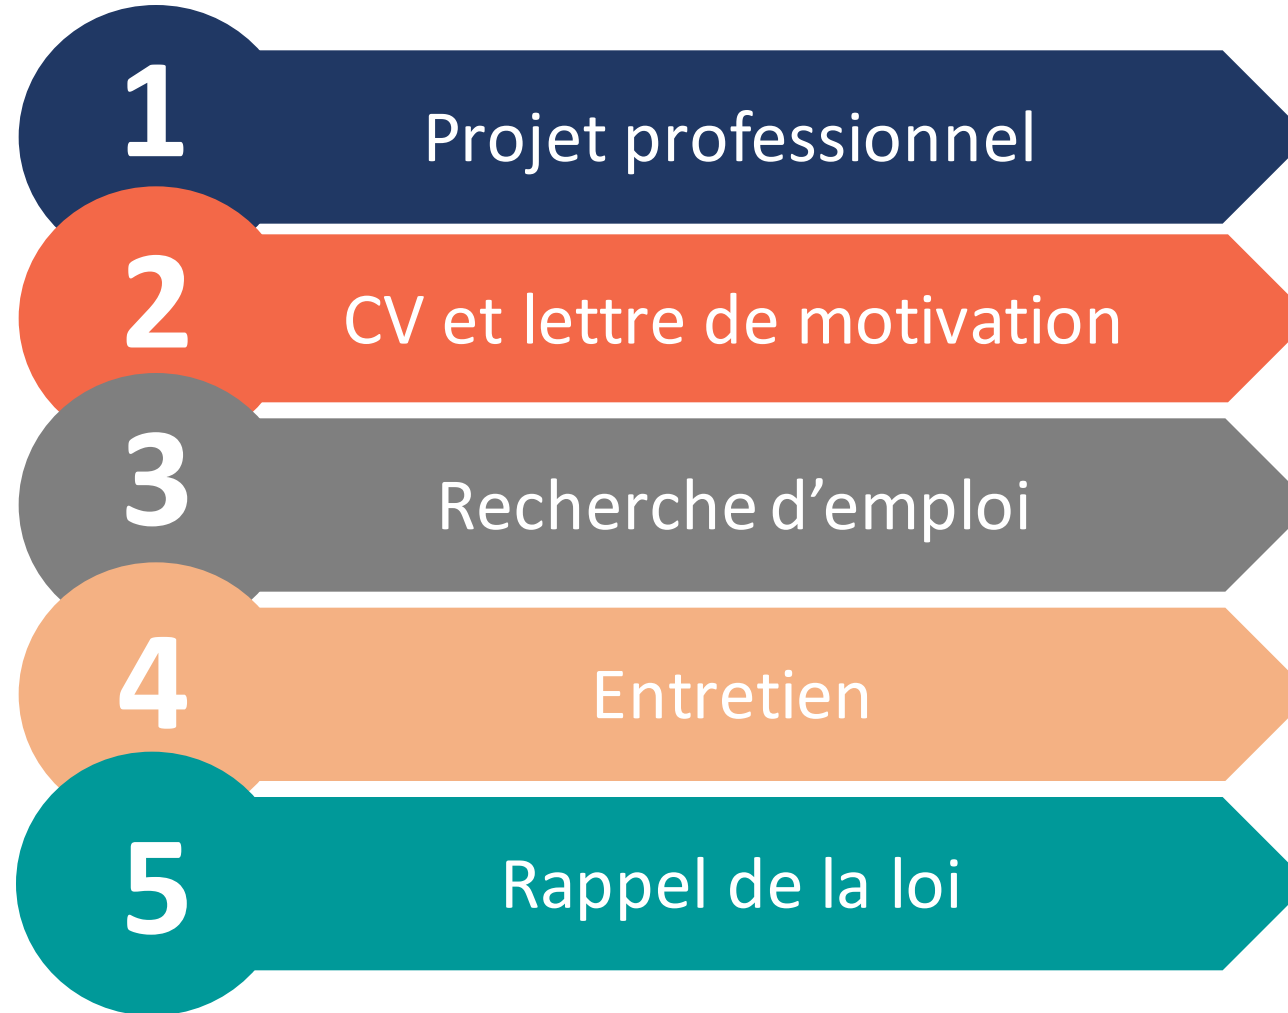 1
Projet professionnel
2
CV et lettre de motivation
3
Recherche d’emploi
4
Entretien
5
Rappel de la loi